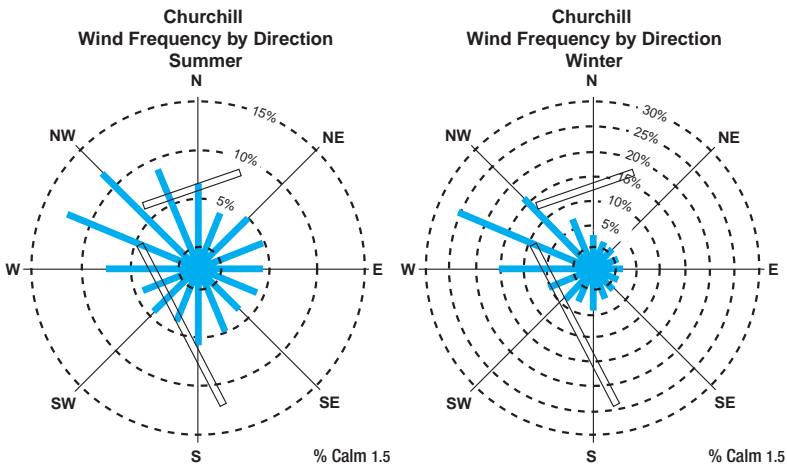 Churchill
Wind Frequency by Direction
Summer
N
NW
NE
15%
10%
5%
W
E
SW
SE
S
% Calm 1.5
Churchill
Wind Frequency by Direction
Winter
N
NW
NE
30%
25%
20%
15%
10%
5%
W
E
SW
SE
S
% Calm 1.5